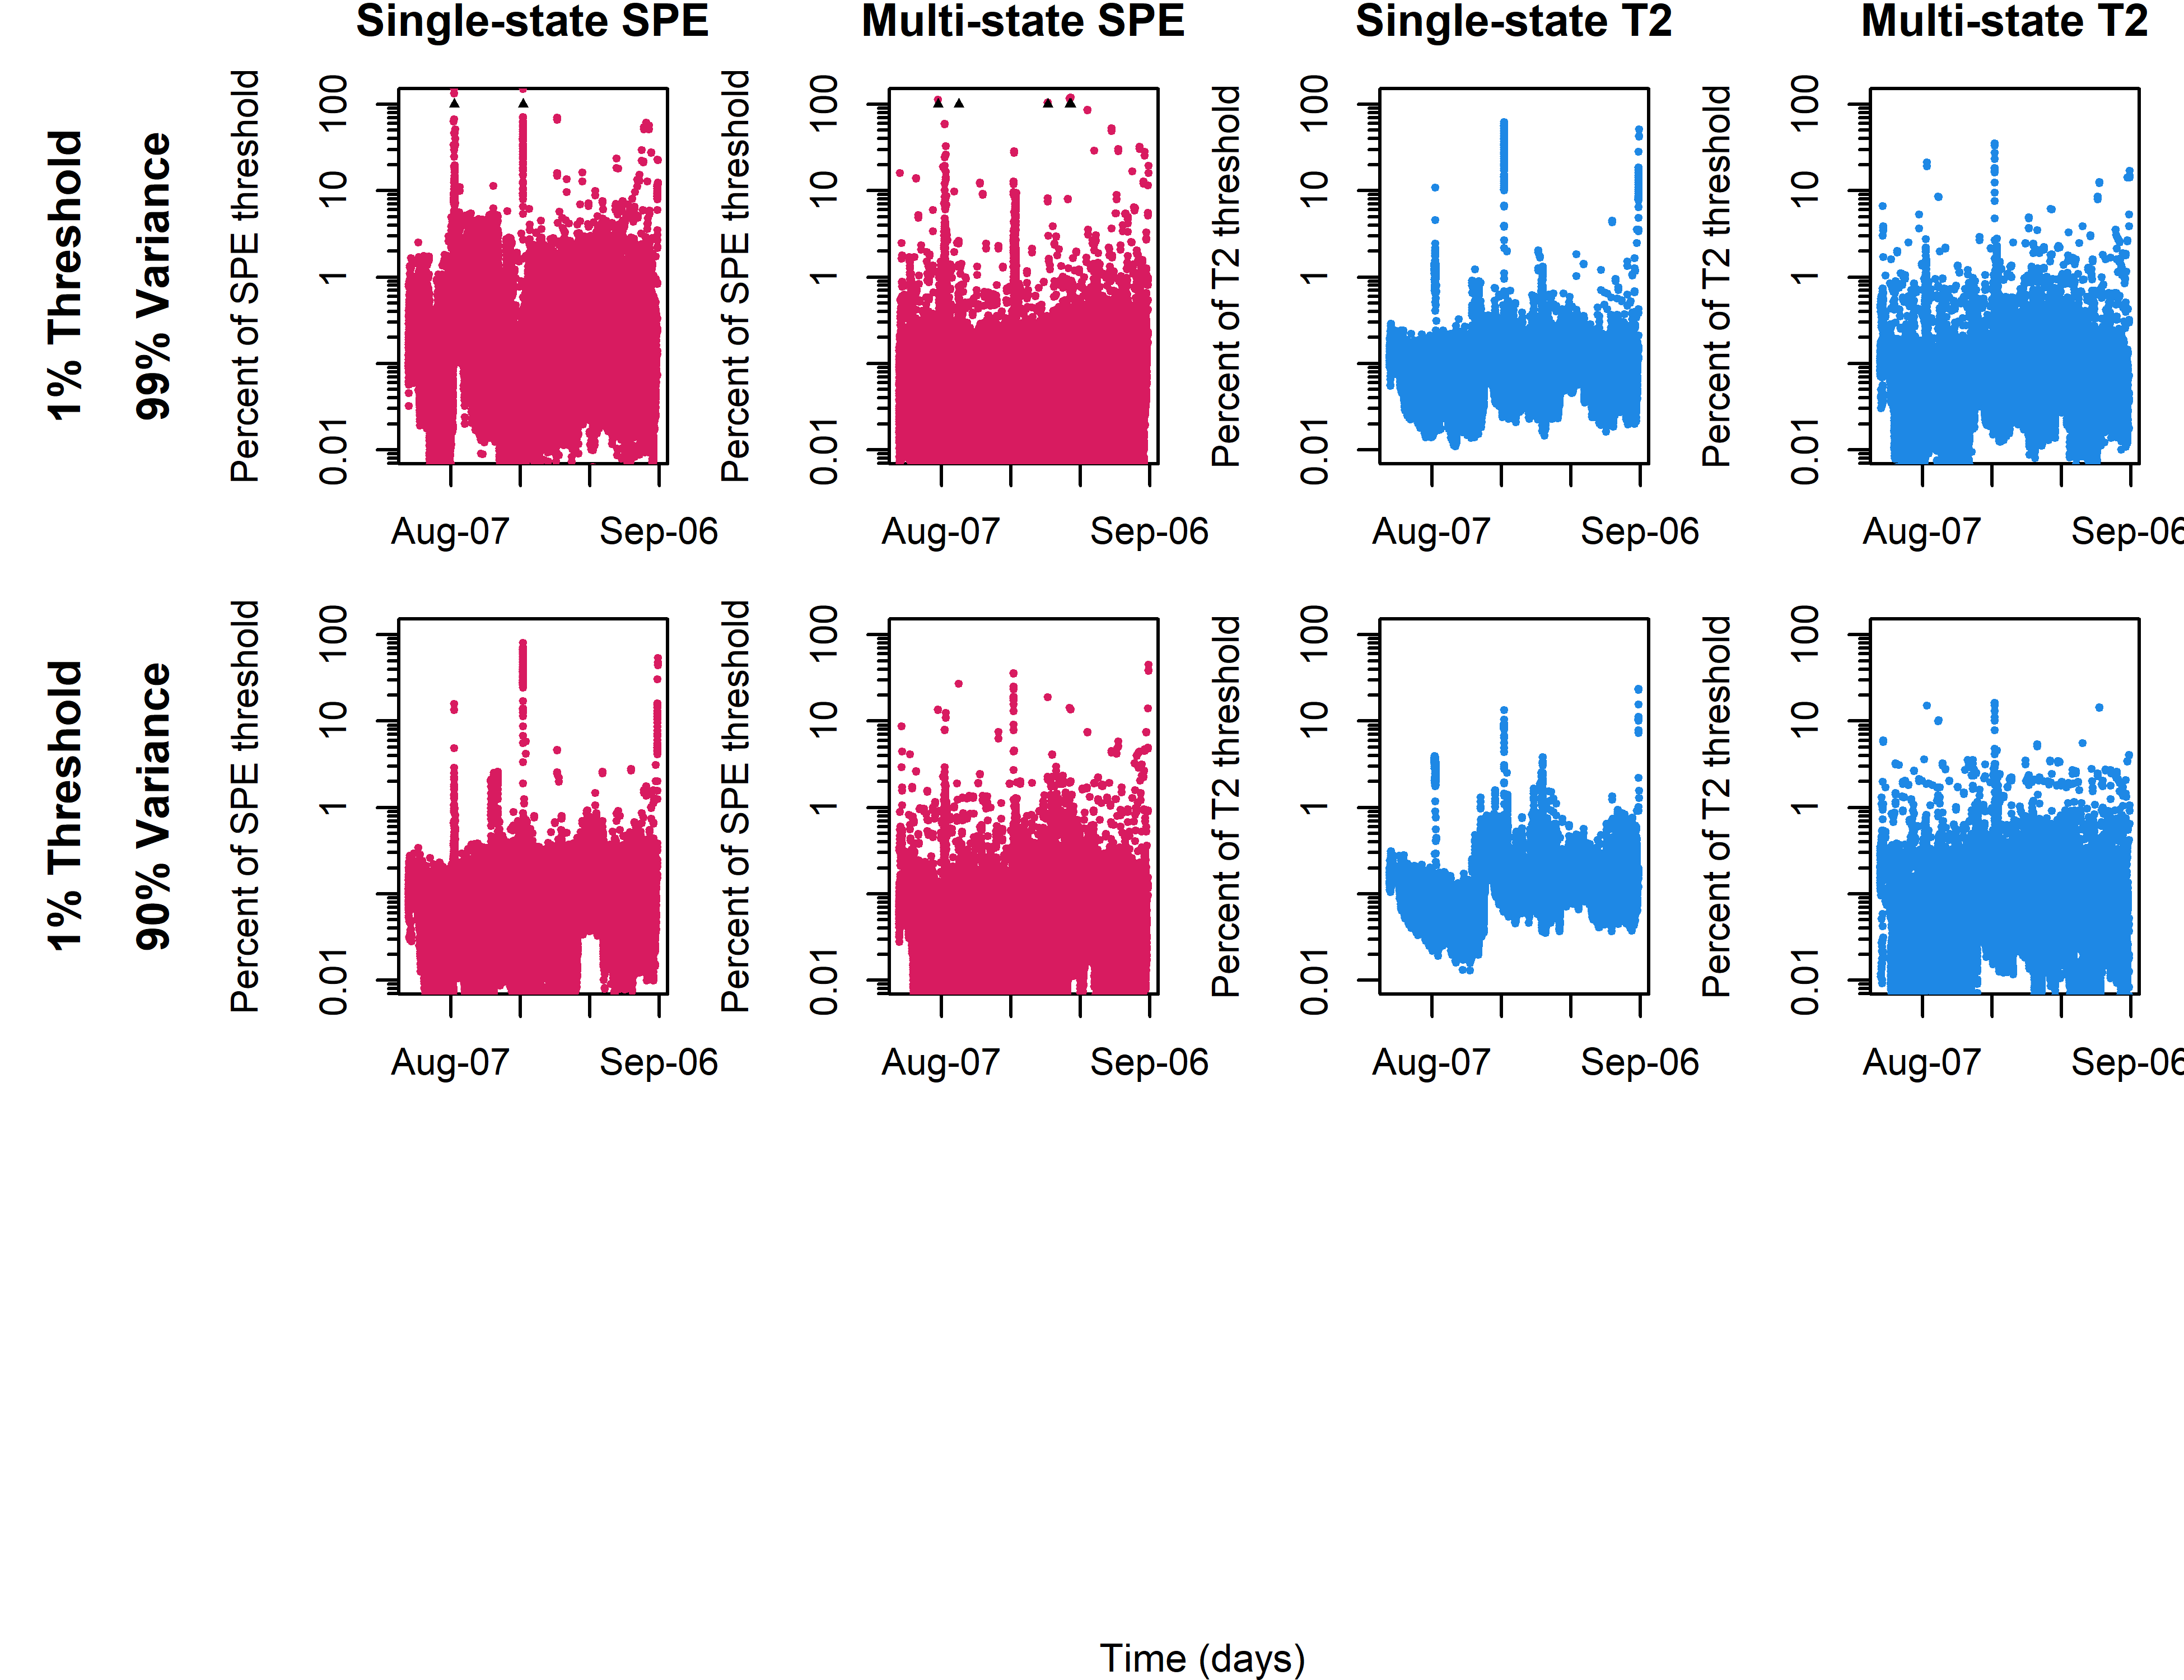 Single-state SPE
Multi-state SPE
Single-state T2
Multi-state T2
1% Threshold
99% Variance
Percent of SPE threshold
100
10
1
0.01
Aug-07
Sep-06
Percent of SPE threshold
100
10
1
0.01
Aug-07
Sep-06
Percent of T2 threshold
100
10
1
0.01
Aug-07
Sep-06
Percent of T2 threshold
100
10
1
0.01
Aug-07
Sep-06
1% Threshold
90% Variance
Percent of SPE threshold
100
10
1
0.01
Aug-07
Sep-06
Percent of SPE threshold
100
10
1
0.01
Aug-07
Sep-06
Percent of T2 threshold
100
10
1
0.01
Aug-07
Sep-06
Percent of T2 threshold
100
10
1
0.01
Aug-07
Sep-06
Time (days)